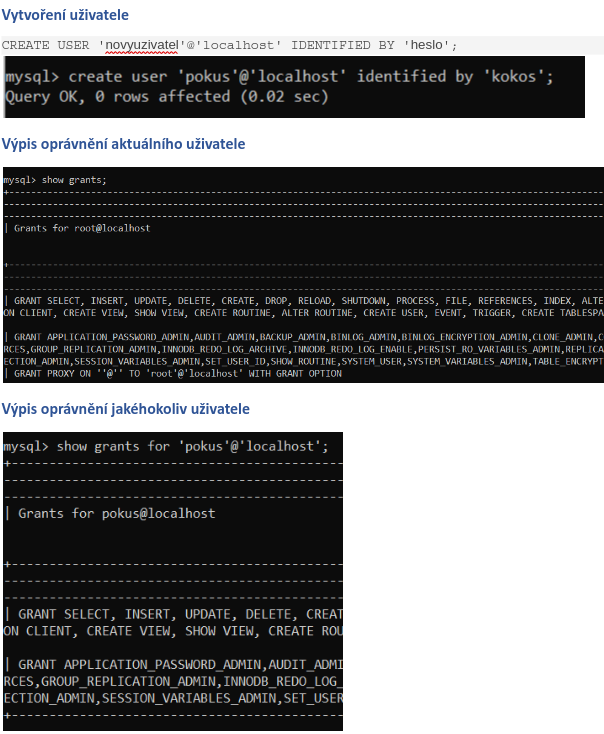 Vytvoření uživatele
CREATE USER 'novyuzivatel'@'localhost' IDENTIFIED BY 'heslo';
mysql> create user 'pokus'@'localhost' identified by 'kokos';
Query OK, 0 rows affected (0.02 sec)
Výpis oprávnění aktuálního uživatele
mysql> show grants;
| Grants for root@localhost
| GRANT SELECT, INSERT, UPDATE, DELETE, CREATE, DROP, RELOAD, SHUTDOWN, PROCESS, FILE, REFERENCES, INDEX, ALTE
ON CLIENT, CREATE VIEW, SHOW VIEW, CREATE ROUTINE, ALTER ROUTINE, CREATE USER, EVENT, TRIGGER, CREATE TABLESPA
| GRANT APPLICATION_PASSWORD_ADMIN,AUDIT_ADMIN,BACKUP_ADMIN,BINLOG_ADMIN,BINLOG_ENCRYPTION_ADMIN,CLONE_ADMIN,C
RCES,GROUP_REPLICATION_ADMIN,INNODB_REDO_LOG_ARCHIVE,INNODB_REDO_LOG_ENABLE,PERSIST_RO_VARIABLES_ADMIN,REPLICA
ECTION_ADMIN,SESSION_VARIABLES_ADMIN,SET_USER_ID,SHOW_ROUTINE,SYSTEM_USER,SYSTEM_VARIABLES_ADMIN,TABLE_ENCRYPT
| GRANT PROXY ON ''@'' TO 'root'@'localhost' WITH GRANT OPTION
Výpis oprávnění jakéhokoliv uživatele
mysql> show grants for 'pokus'@'localhost';
| Grants for pokus@localhost
| GRANT SELECT, INSERT, UPDATE, DELETE, CREAT
ON CLIENT, CREATE VIEW, SHOW VIEW, CREATE ROU
| GRANT APPLICATION_PASSWORD_ADMIN,AUDIT_ADMI
RCES,GROUP_REPLICATION_ADMIN,INNODB_REDO_LOG_
ECTION_ADMIN,SESSION_VARIABLES_ADMIN,SET_USER